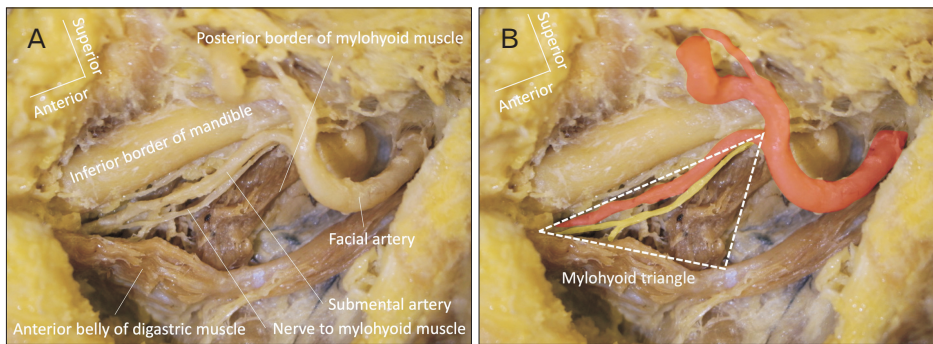 A
Superior
Anterior
Posterior border of mylohyoid muscle
Inferior border of mandible
Facial artery
Submental artery
Anterior belly of digastric muscle
Nerve to mylohyoid muscle
B
Superior
Anterior
Mylohyoid triangle